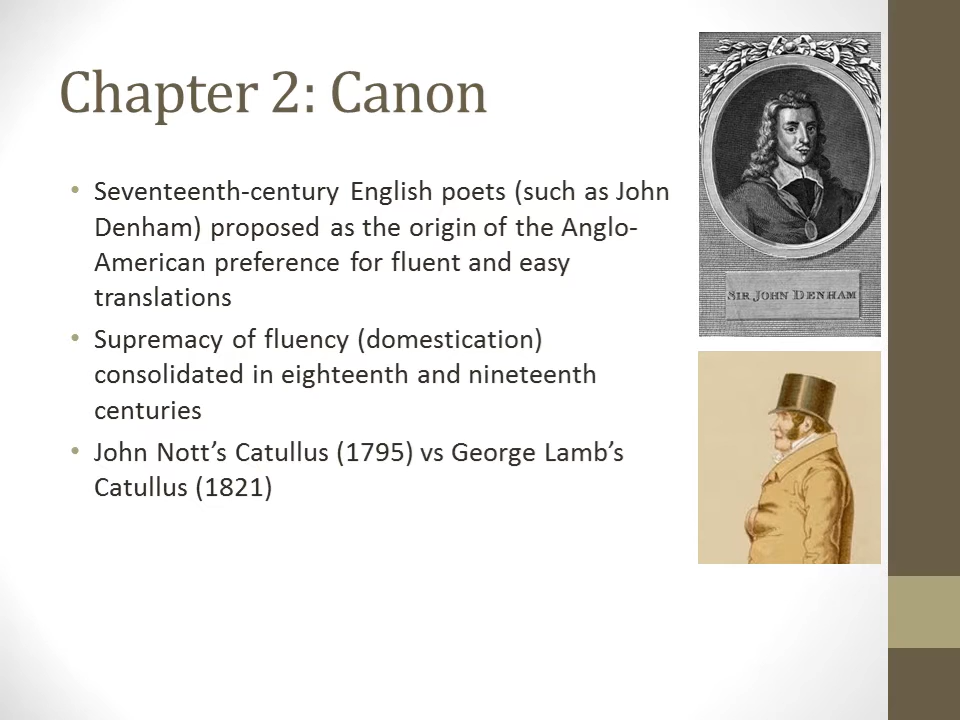 Chapter 2: Canon
• Seventeenth-century English poets (such as John
Denham) proposed as the origin of the Anglo-
American preference for fluent and easy
translations
• Supremacy of fluency (domestication)
consolidated in eighteenth and nineteenth
centuries
• John Nott’s Catullus (1795) vs George Lamb’s
Catullus (1821)
SIR JOHN DENHAM